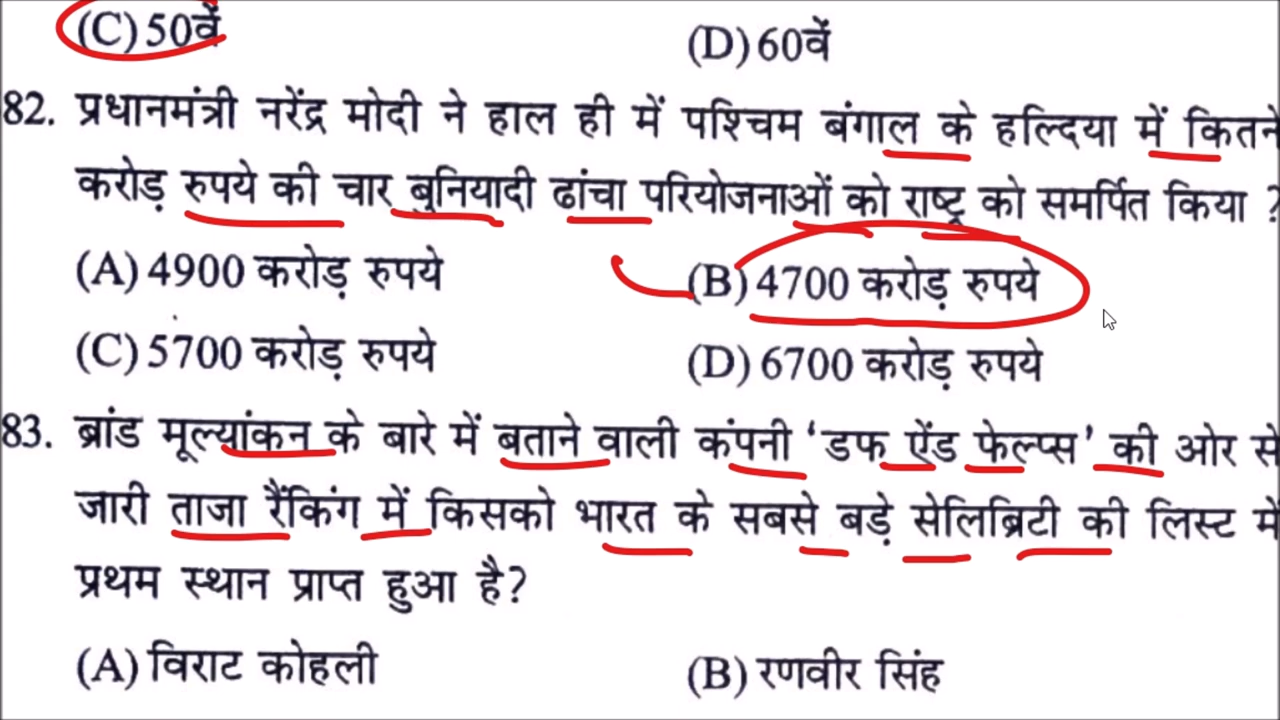 (C) 50वें
(D) 60वें
82. प्रधानमंत्री नरेंद्र मोदी ने हाल ही में पश्चिम बंगाल के हल्दिया में कितने
करोड़ रुपये की चार बुनियादी ढांचा परियोजनाओं को राष्ट्र को समर्पित किया ?
(A) 4900 करोड़ रुपये
(B) 4700 करोड़ रुपये
(C) 5700 करोड़ रुपये
(D) 6700 करोड़ रुपये
83. ब्रांड मूल्यांकन के बारे में बताने वाली कंपनी ‘डफ ऐंड फेल्प्स’ की ओर से
जारी ताजा रैंकिंग में किसको भारत के सबसे बड़े सेलिब्रिटी की लिस्ट में
प्रथम स्थान प्राप्त हुआ है?
(A) विराट कोहली
(B) रणवीर सिंह